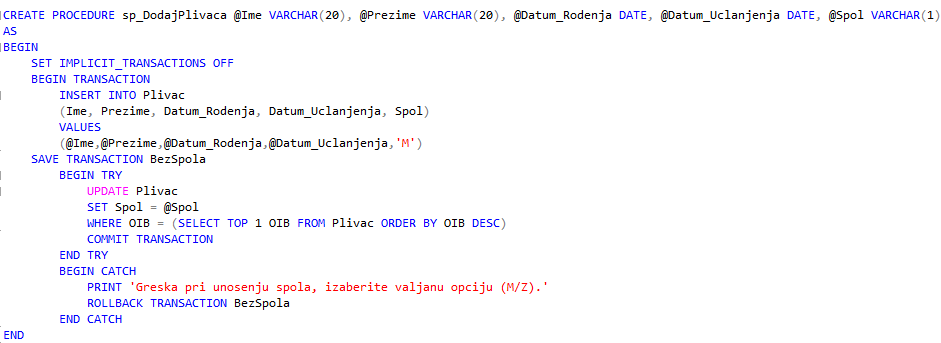 CREATE PROCEDURE sp_DodajPlivaca @Ime VARCHAR(20), @Prezime VARCHAR(20), @Datum_Rodenja DATE, @Datum_Uclanjenja DATE, @Spol VARCHAR(1)
AS
BEGIN
    SET IMPLICIT_TRANSACTIONS OFF
    BEGIN TRANSACTION
        INSERT INTO Plivac
        (Ime, Prezime, Datum_Rodenja, Datum_Uclanjenja, Spol)
        VALUES
        (@Ime,@Prezime,@Datum_Rodenja,@Datum_Uclanjenja,'M')
    SAVE TRANSACTION BezSpola
        BEGIN TRY
            UPDATE Plivac
            SET Spol = @Spol
            WHERE OIB = (SELECT TOP 1 OIB FROM Plivac ORDER BY OIB DESC)
            COMMIT TRANSACTION
        END TRY
        BEGIN CATCH
            PRINT 'Greska pri unosenju spola, izaberite valjanu opciju (M/Z).'
            ROLLBACK TRANSACTION BezSpola
        END CATCH
END